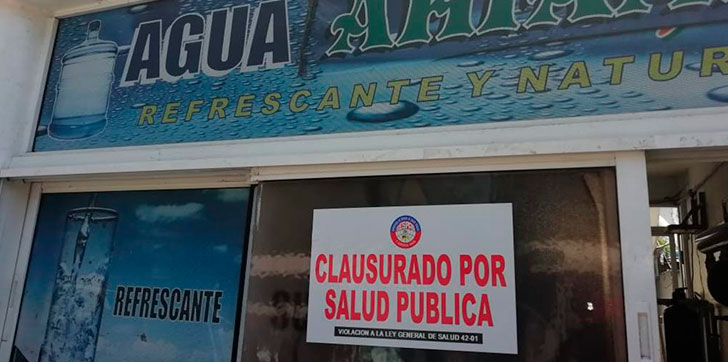 AGUA
REFRESCANTE Y NATUR
REFRESCANTE
CLAUSURADO POR
SALUD PUBLICA
VIOLACION A LA LEY GENERAL DE SALUD 42-01